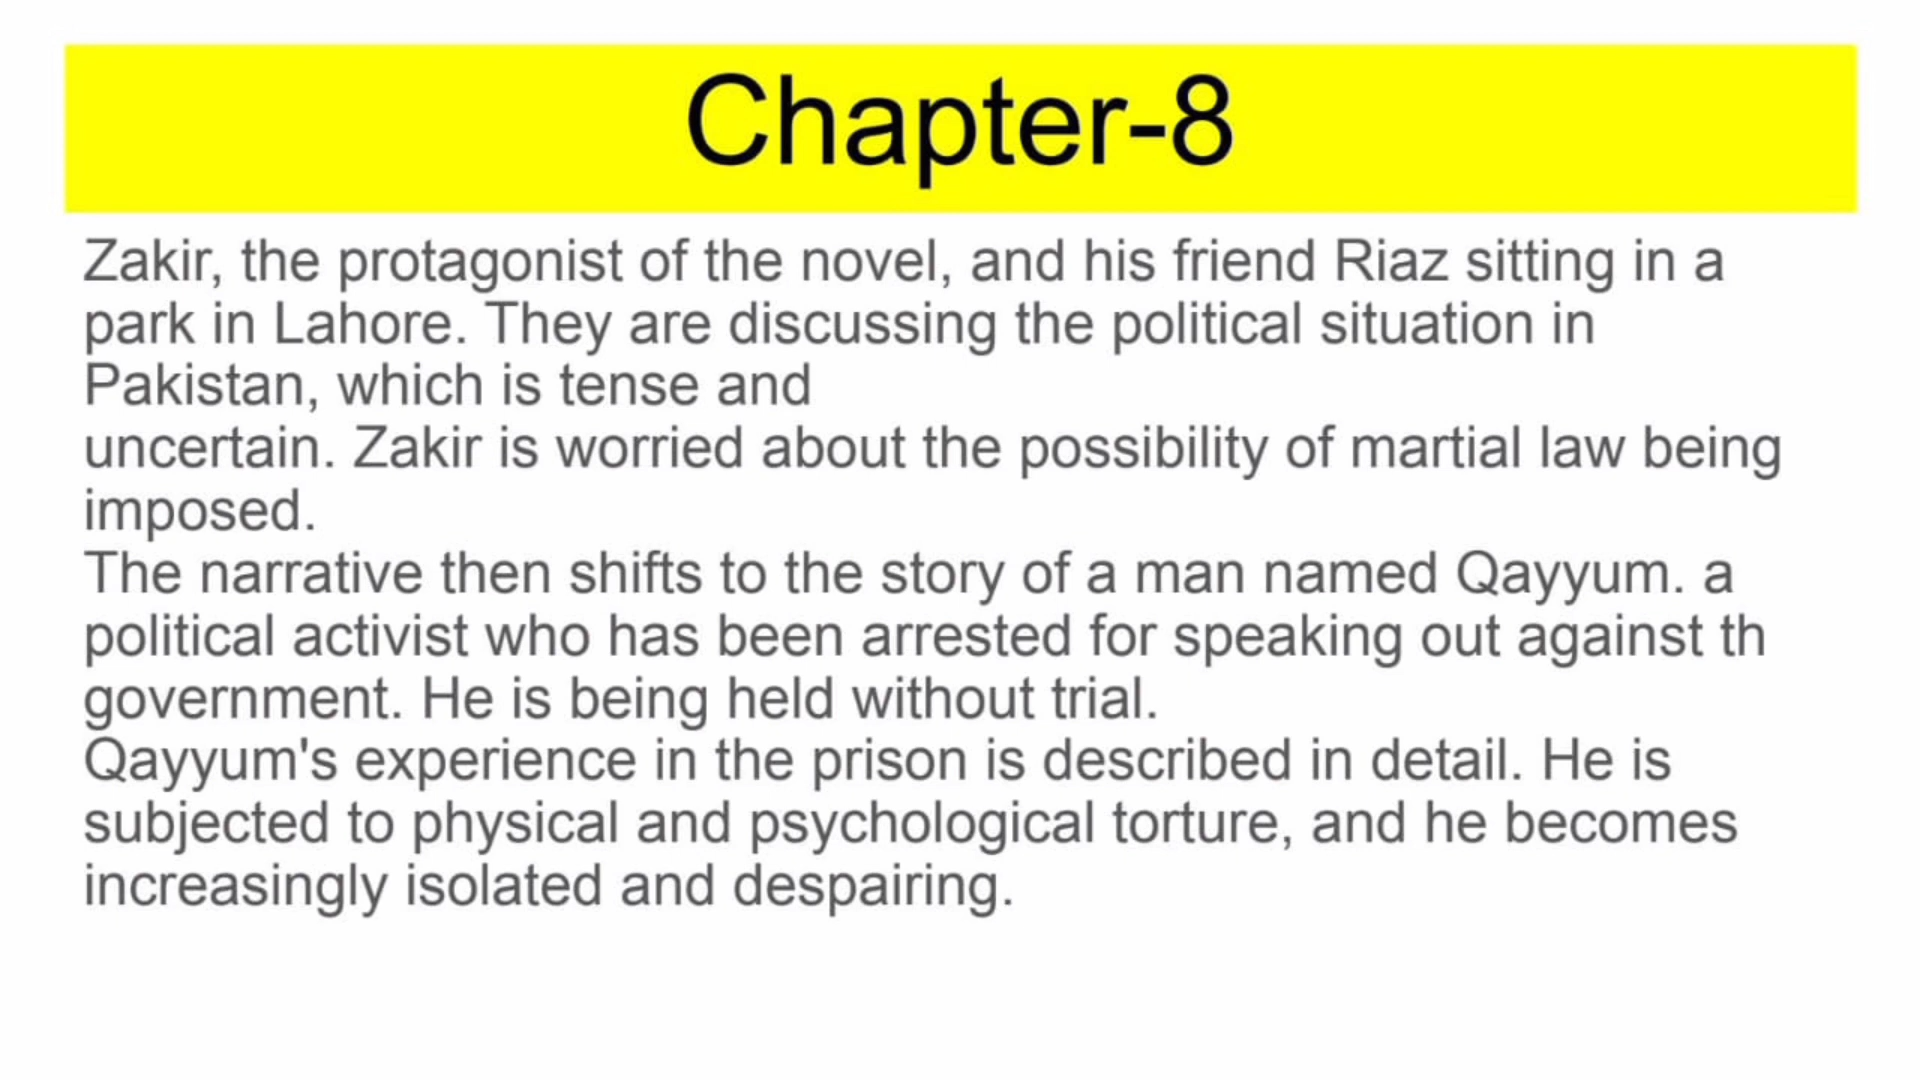 Chapter-8
Zakir, the protagonist of the novel, and his friend Riaz sitting in a
park in Lahore. They are discussing the political situation in
Pakistan, which is tense and
uncertain. Zakir is worried about the possibility of martial law being
imposed.
The narrative then shifts to the story of a man named Qayyum. a
political activist who has been arrested for speaking out against th
government. He is being held without trial.
Qayyum's experience in the prison is described in detail. He is
subjected to physical and psychological torture, and he becomes
increasingly isolated and despairing.